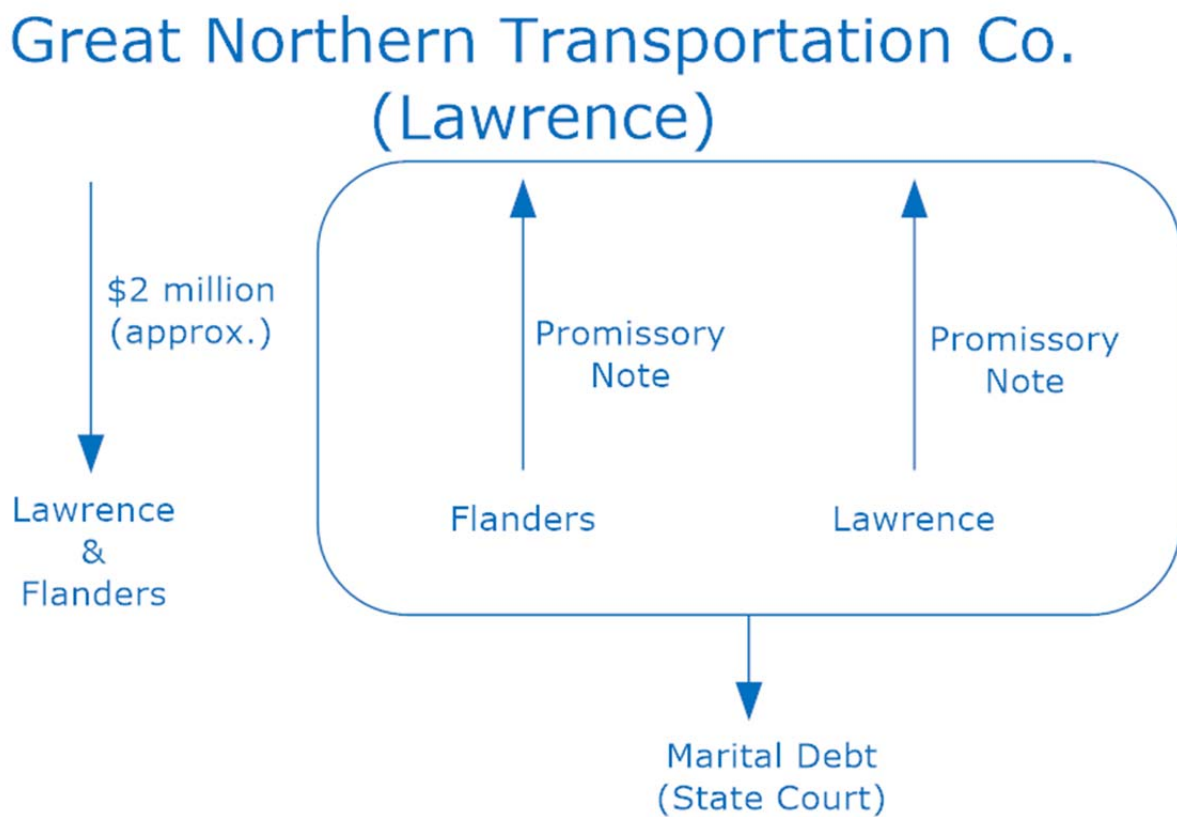 Great Northern Transportation Co.
(Lawrence)
$2 million
(approx.)
Lawrence
&
Flanders
Promissory
Note
Flanders
Promissory
Note
Lawrence
Marital Debt
(State Court)